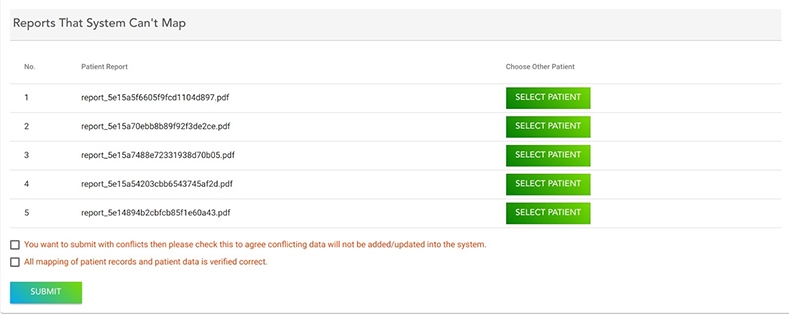 Reports That System Can't Map
No. Patient Report Choose Other Patient
1 report_5e15a5f6605f9fcd1104d897.pdf SELECT PATIENT
2 report_5e15a70ebb8b89f92f3de2ce.pdf SELECT PATIENT
3 report_5e15a7488e72331938d70b05.pdf SELECT PATIENT
4 report_5e15a54203cbb6543745af2d.pdf SELECT PATIENT
5 report_5e14894b2cbfcb85f1e60a43.pdf SELECT PATIENT
You want to submit with conflicts then please check this to agree conflicting data will not be added/updated into the system.
All mapping of patient records and patient data is verified correct.
SUBMIT